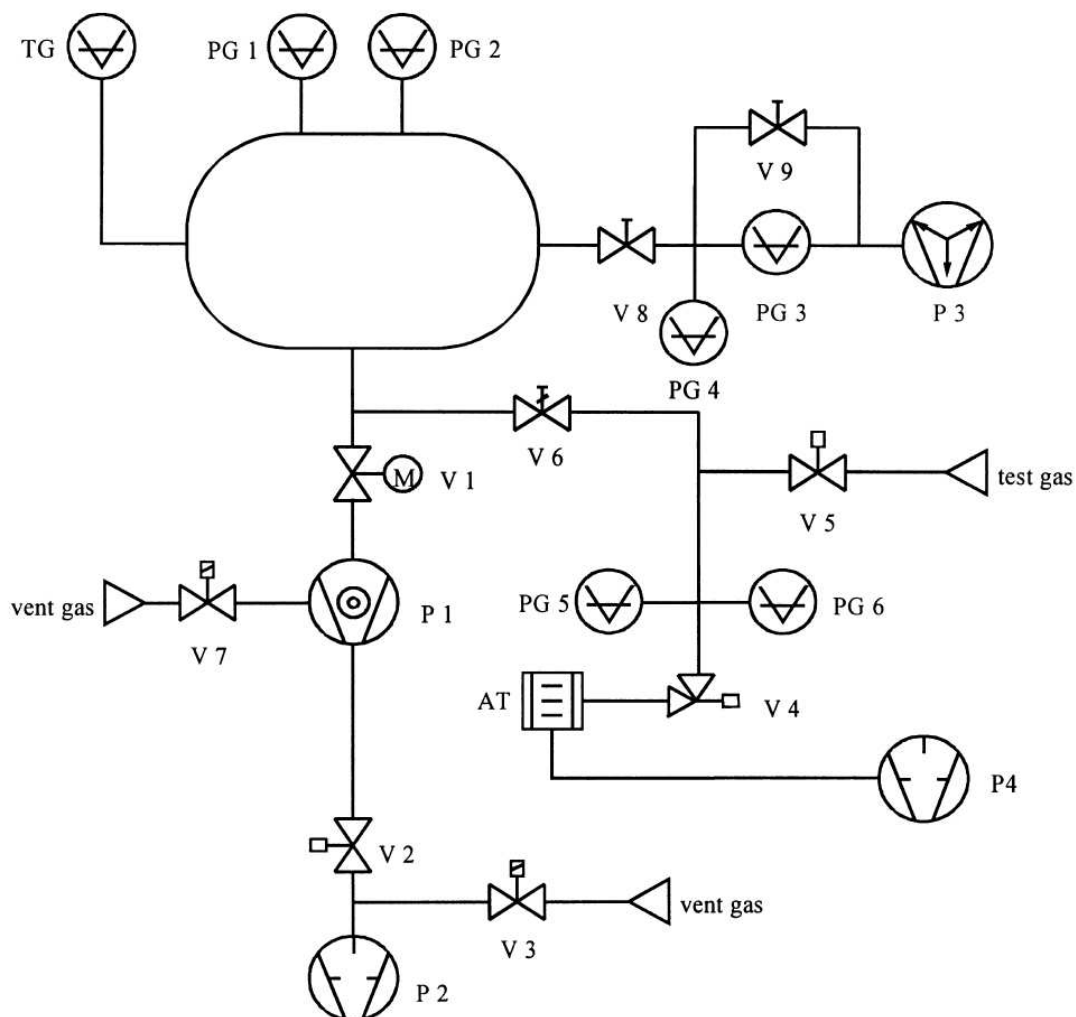 TG
PG 1
PG 2
V 9
V 8
PG 3
P 3
PG 4
V 6
M
V 1
V 5
test gas
vent gas
V 7
P 1
PG 5
PG 6
AT
V 4
P4
V 2
V 3
vent gas
P 2